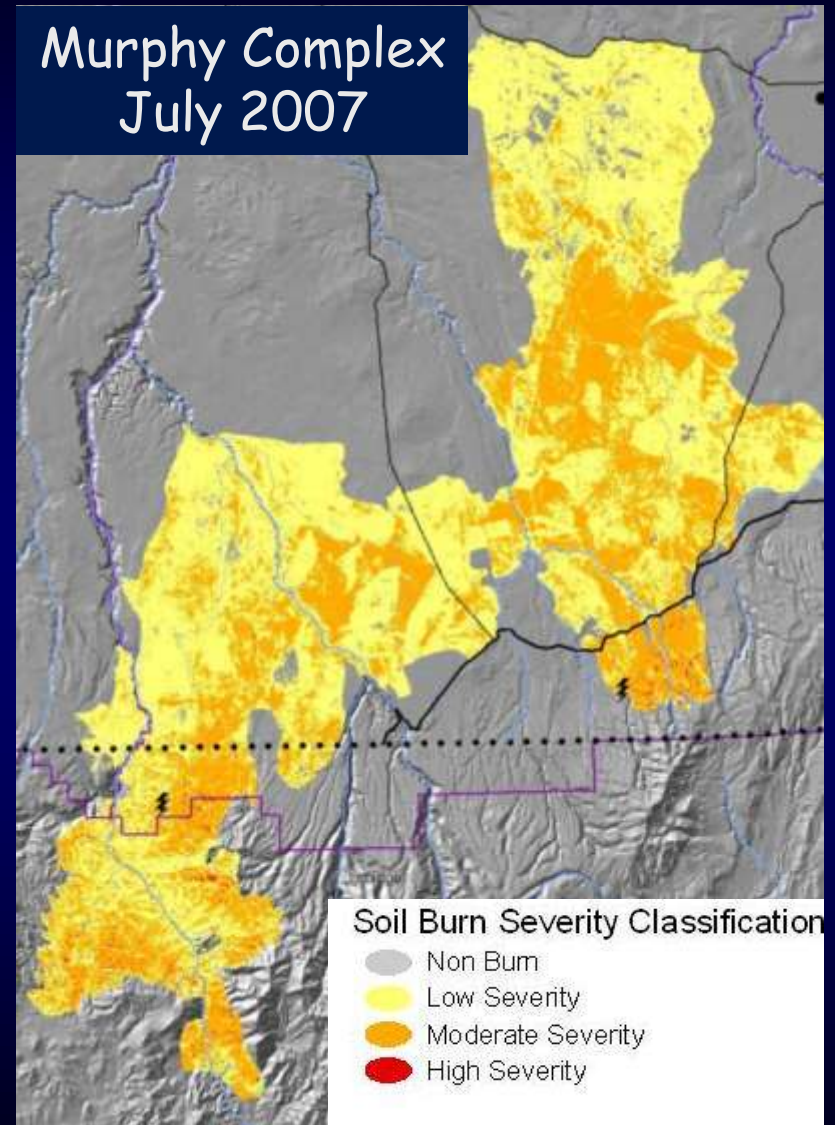 Murphy Complex
July 2007
Soil Burn Severity Classification
Non Burn
Low Severity
Moderate Severity
High Severity